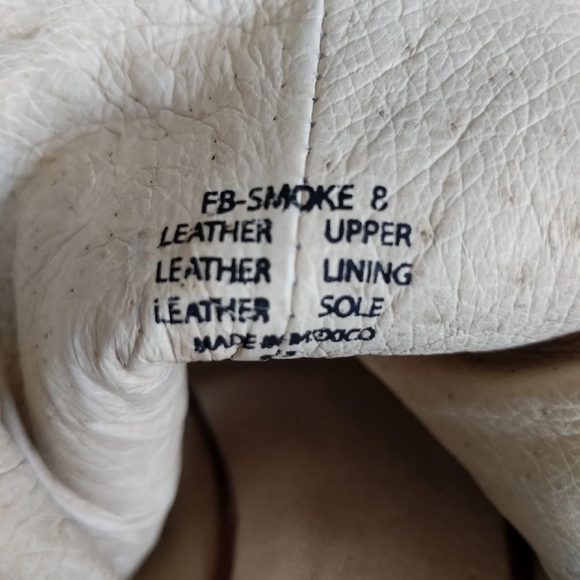 FB-SMOKE 8
LEATHER UPPER
LEATHER LINING
LEATHER SOLE
MADE IN MEXICO